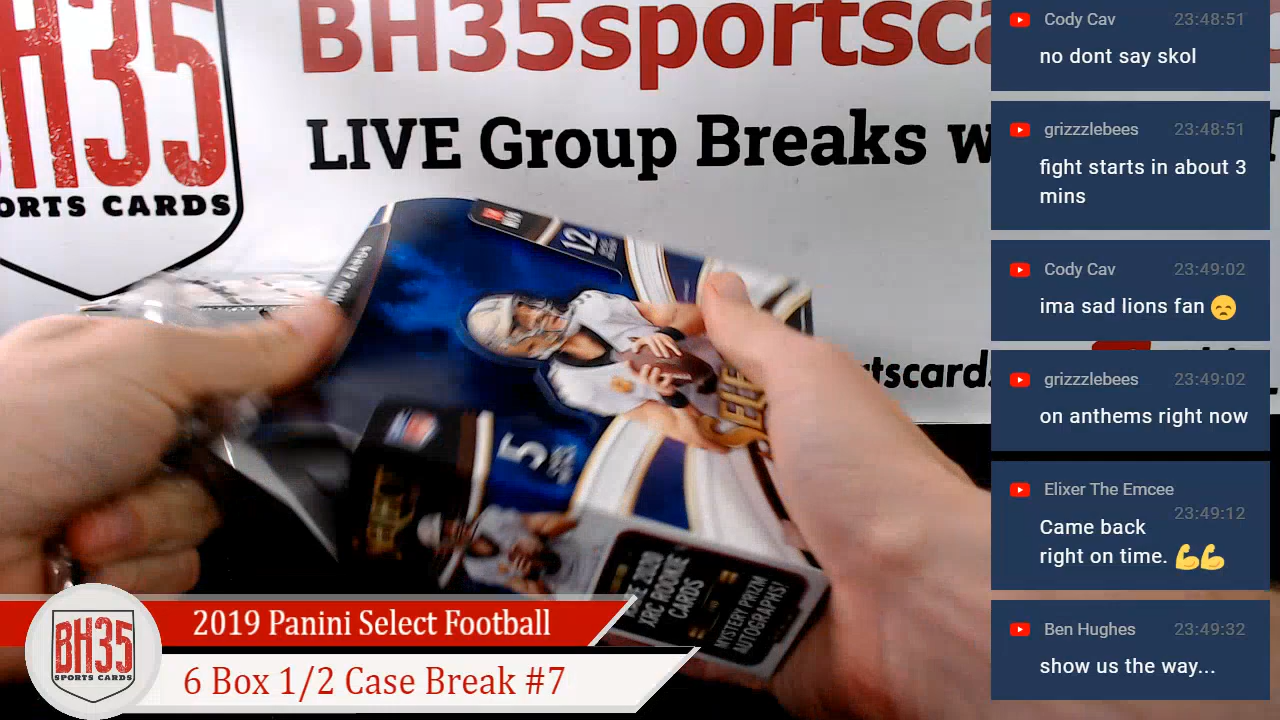 BH35sportsca
LIVE Group Breaks w
H35
ORTS CARDS
tscards
12
5
SELE
XRC ROOKIE
CARDS
MYSTERY PRIZM
AUTOGRAPHS!
2019 Panini Select Football
6 Box 1/2 Case Break #7
BH35
SPORTS CARDS
Cody Cav 23:48:51
no dont say skol
grizzzlebees 23:48:51
fight starts in about 3
mins
Cody Cav 23:49:02
ima sad lions fan 😞
grizzzlebees 23:49:02
on anthems right now
Elixer The Emcee
23:49:12
Came back
right on time. 💪💪
Ben Hughes 23:49:32
show us the way...